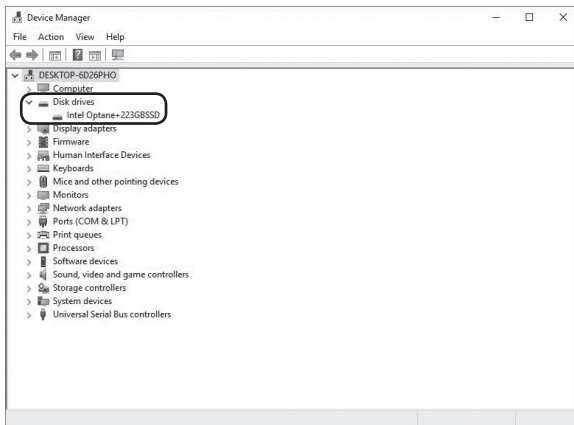 Device Manager
File Action View Help
DESKTOP-6D26PHO
Computer
Disk drives
Intel Optane+223GBSSD
Display adapters
Firmware
Human Interface Devices
Keyboards
Mice and other pointing devices
Monitors
Network adapters
Ports (COM & LPT)
Print queues
Processors
Software devices
Sound, video and game controllers
Storage controllers
System devices
Universal Serial Bus controllers